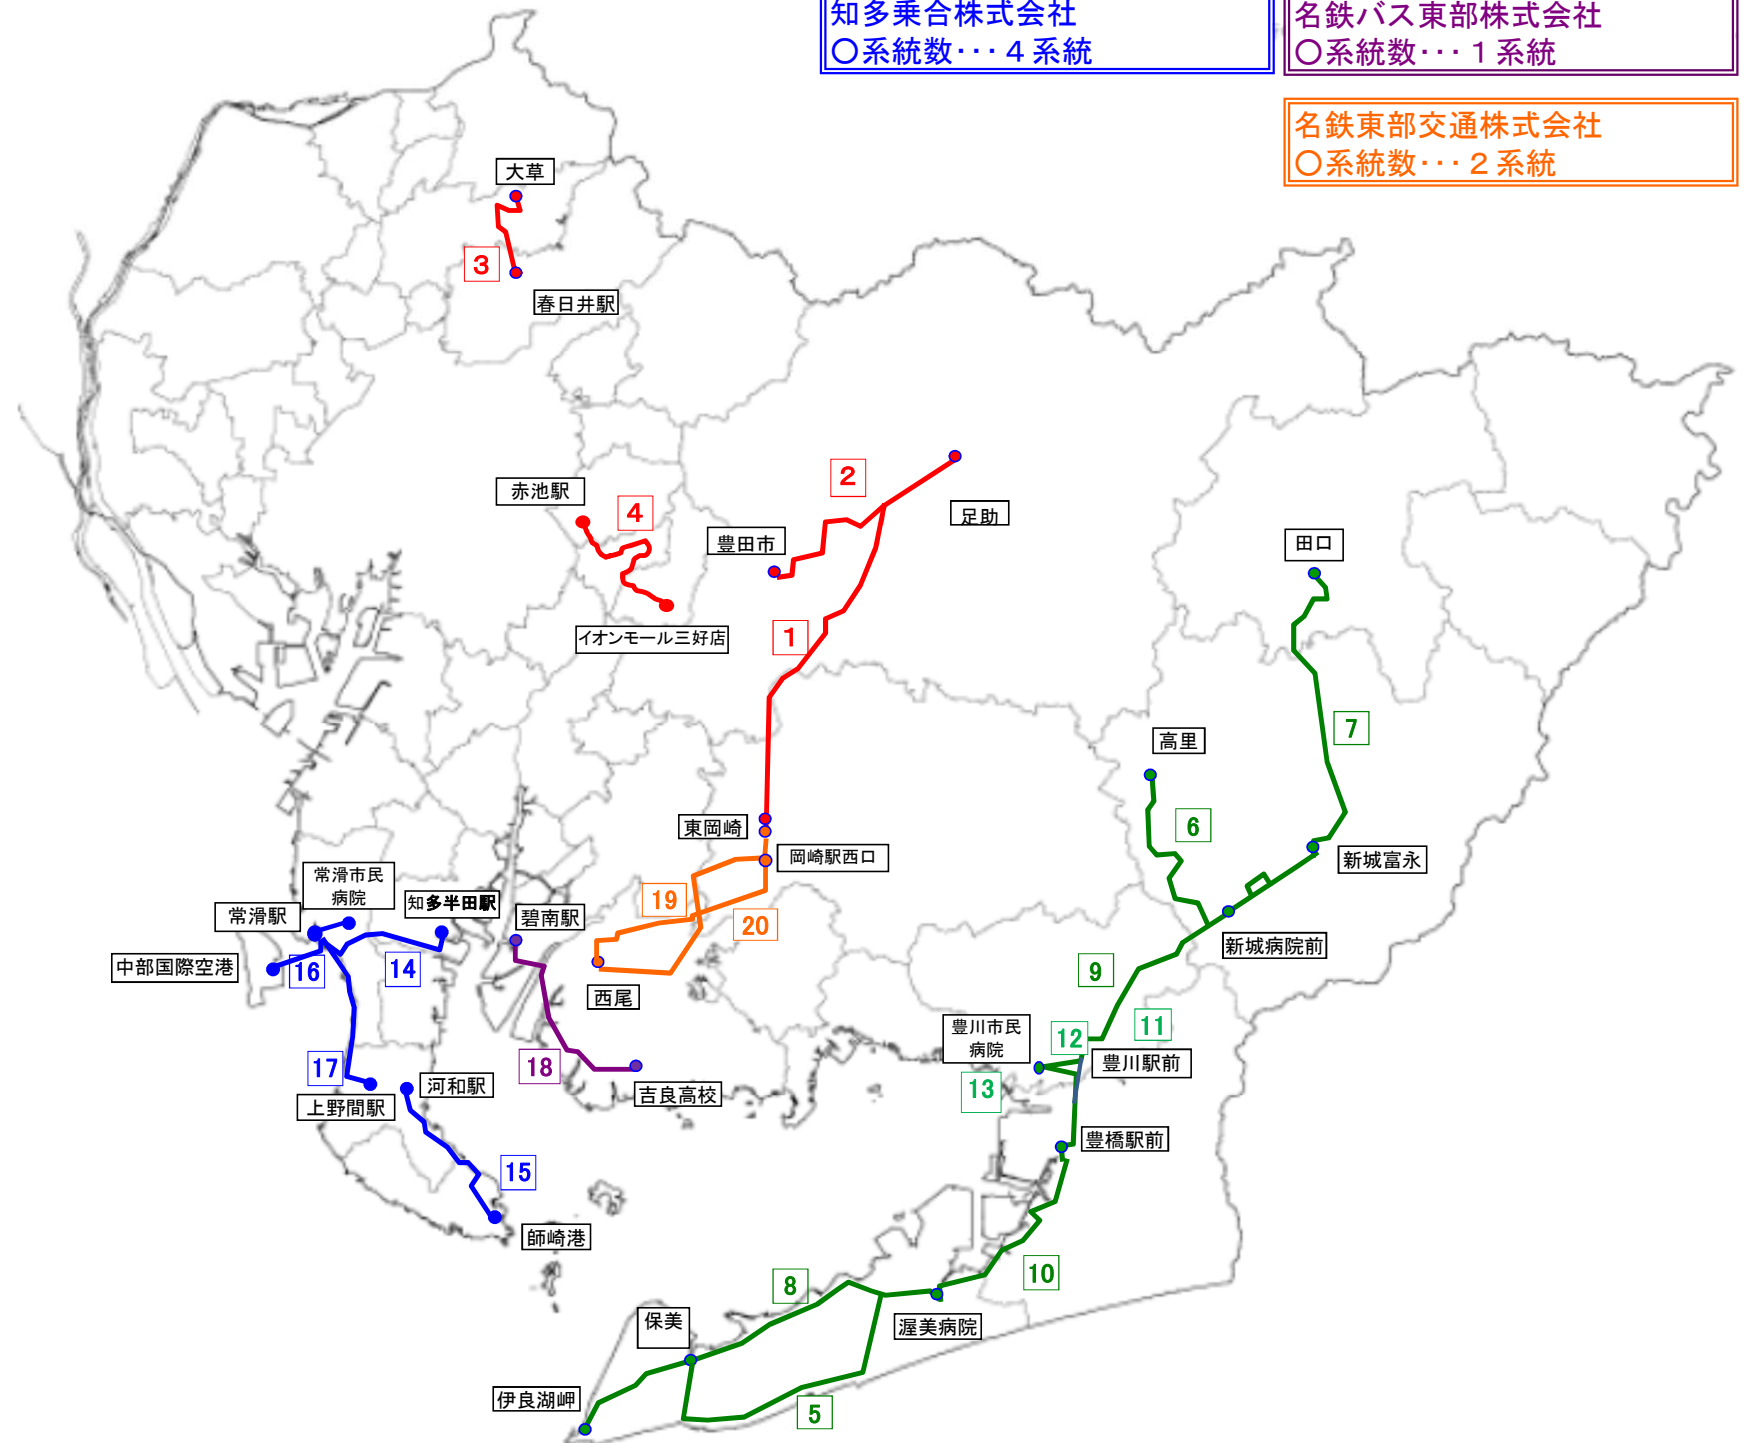 知多乗合株式会社
〇系統数・・・４系統
名鉄バス東部株式会社
〇系統数・・・１系統
名鉄東部交通株式会社
〇系統数・・・２系統
大草
3
春日井駅
赤池駅
4
2
足助
豊田市
田口
イオンモール三好店
1
7
高里
6
東岡崎
岡崎駅西口
新城富永
常滑市民
病院
知多半田駅
19
20
常滑駅
碧南駅
新城病院前
中部国際空港
16
14
9
西尾
豊川市民
病院
12
11
豊川駅前
17
18
13
河和駅
吉良高校
上野間駅
豊橋駅前
15
師崎港
10
8
保美
渥美病院
伊良湖岬
5